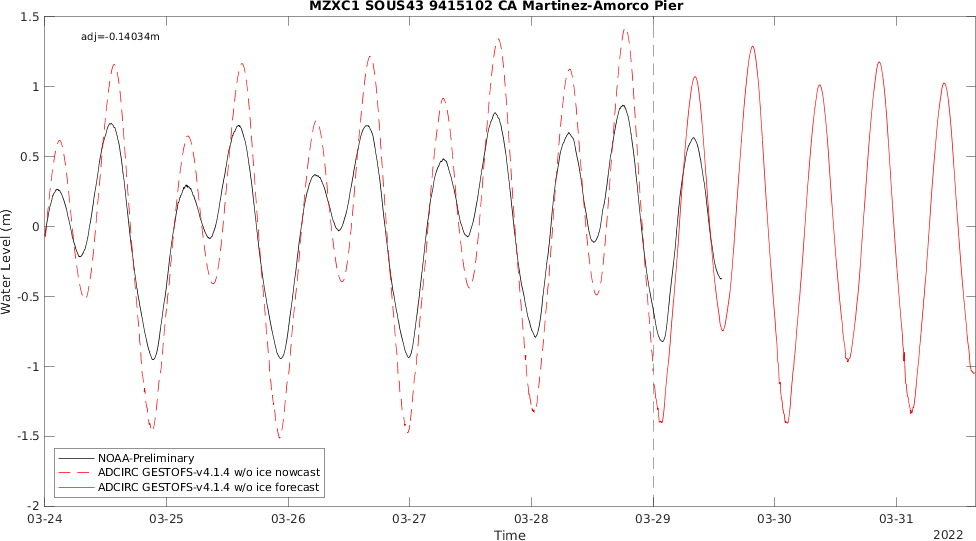 MZXC1 SOUS43 9415102 CA Martinez-Amorco Pier
adj=-0.14034m
1.5
1
0.5
0
-0.5
-1
-1.5
-2
Water Level (m)
NOAA-Preliminary
ADCIRC GESTOFS-v4.1.4 w/o ice nowcast
ADCIRC GESTOFS-v4.1.4 w/o ice forecast
03-24 03-25 03-26 03-27 03-28 03-29 03-30 03-31
Time
2022